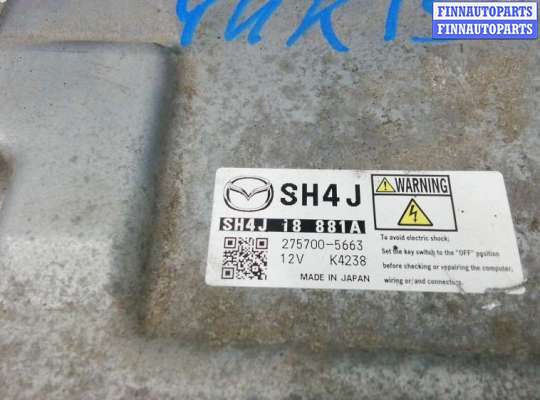 FINNAUTOPARTS
FINNAUTOPARTS
SH4J
WARNING
SH4J 18 881A
275700-5663
12V K4238
MADE IN JAPAN
To avoid electric shock;
Set the key switch to the "OFF" position
before checking or repairing the computer,
wiring or, and connectors.